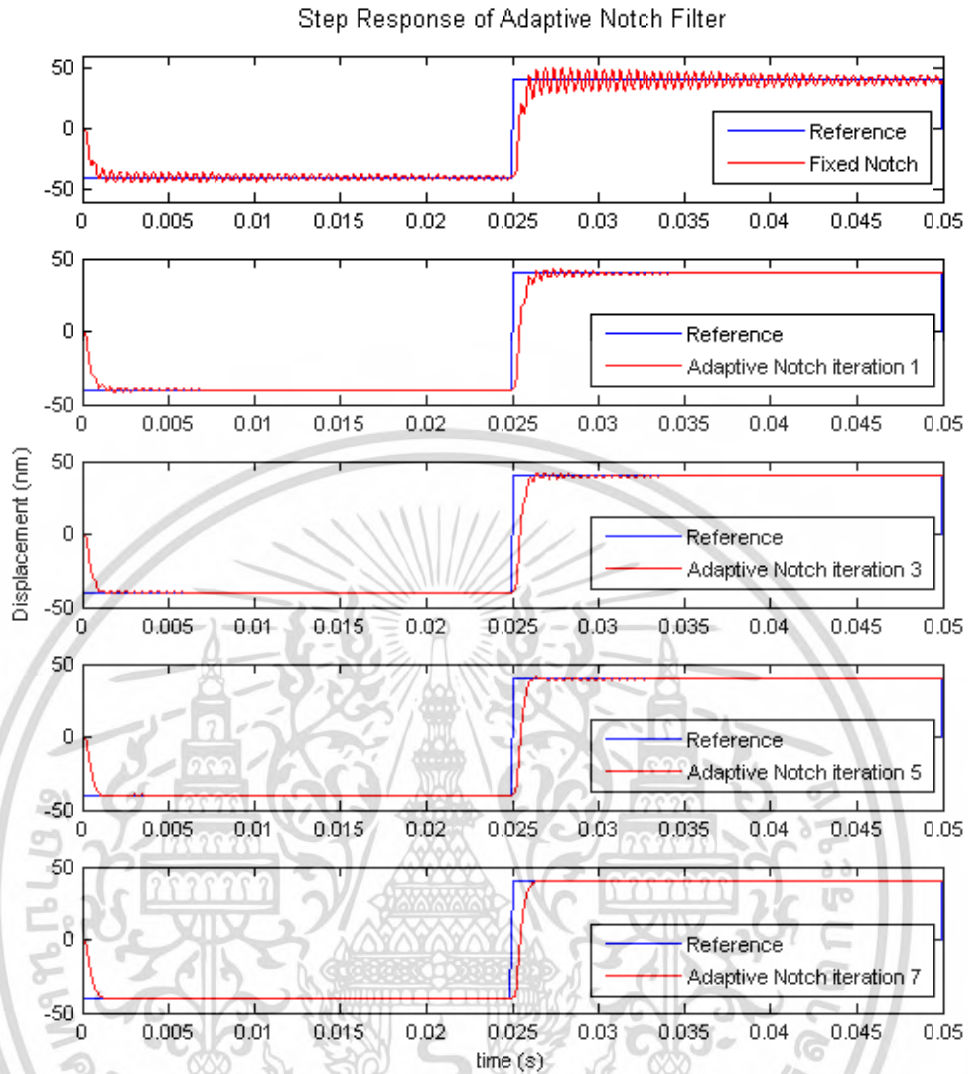 Step Response of Adaptive Notch Filter
50
0
-50
Reference
Fixed Notch
0 0.005 0.01 0.015 0.02 0.025 0.03 0.035 0.04 0.045 0.05
50
0
-50
Reference
Adaptive Notch iteration 1
0 0.005 0.01 0.015 0.02 0.025 0.03 0.035 0.04 0.045 0.05
Displacement (nm)
50
0
-50
Reference
Adaptive Notch iteration 3
0 0.005 0.01 0.015 0.02 0.025 0.03 0.035 0.04 0.045 0.05
50
0
-50
Reference
Adaptive Notch iteration 5
0 0.005 0.01 0.015 0.02 0.025 0.03 0.035 0.04 0.045 0.05
50
0
-50
Reference
Adaptive Notch iteration 7
0 0.005 0.01 0.015 0.02 0.025 0.03 0.035 0.04 0.045 0.05
time (s)